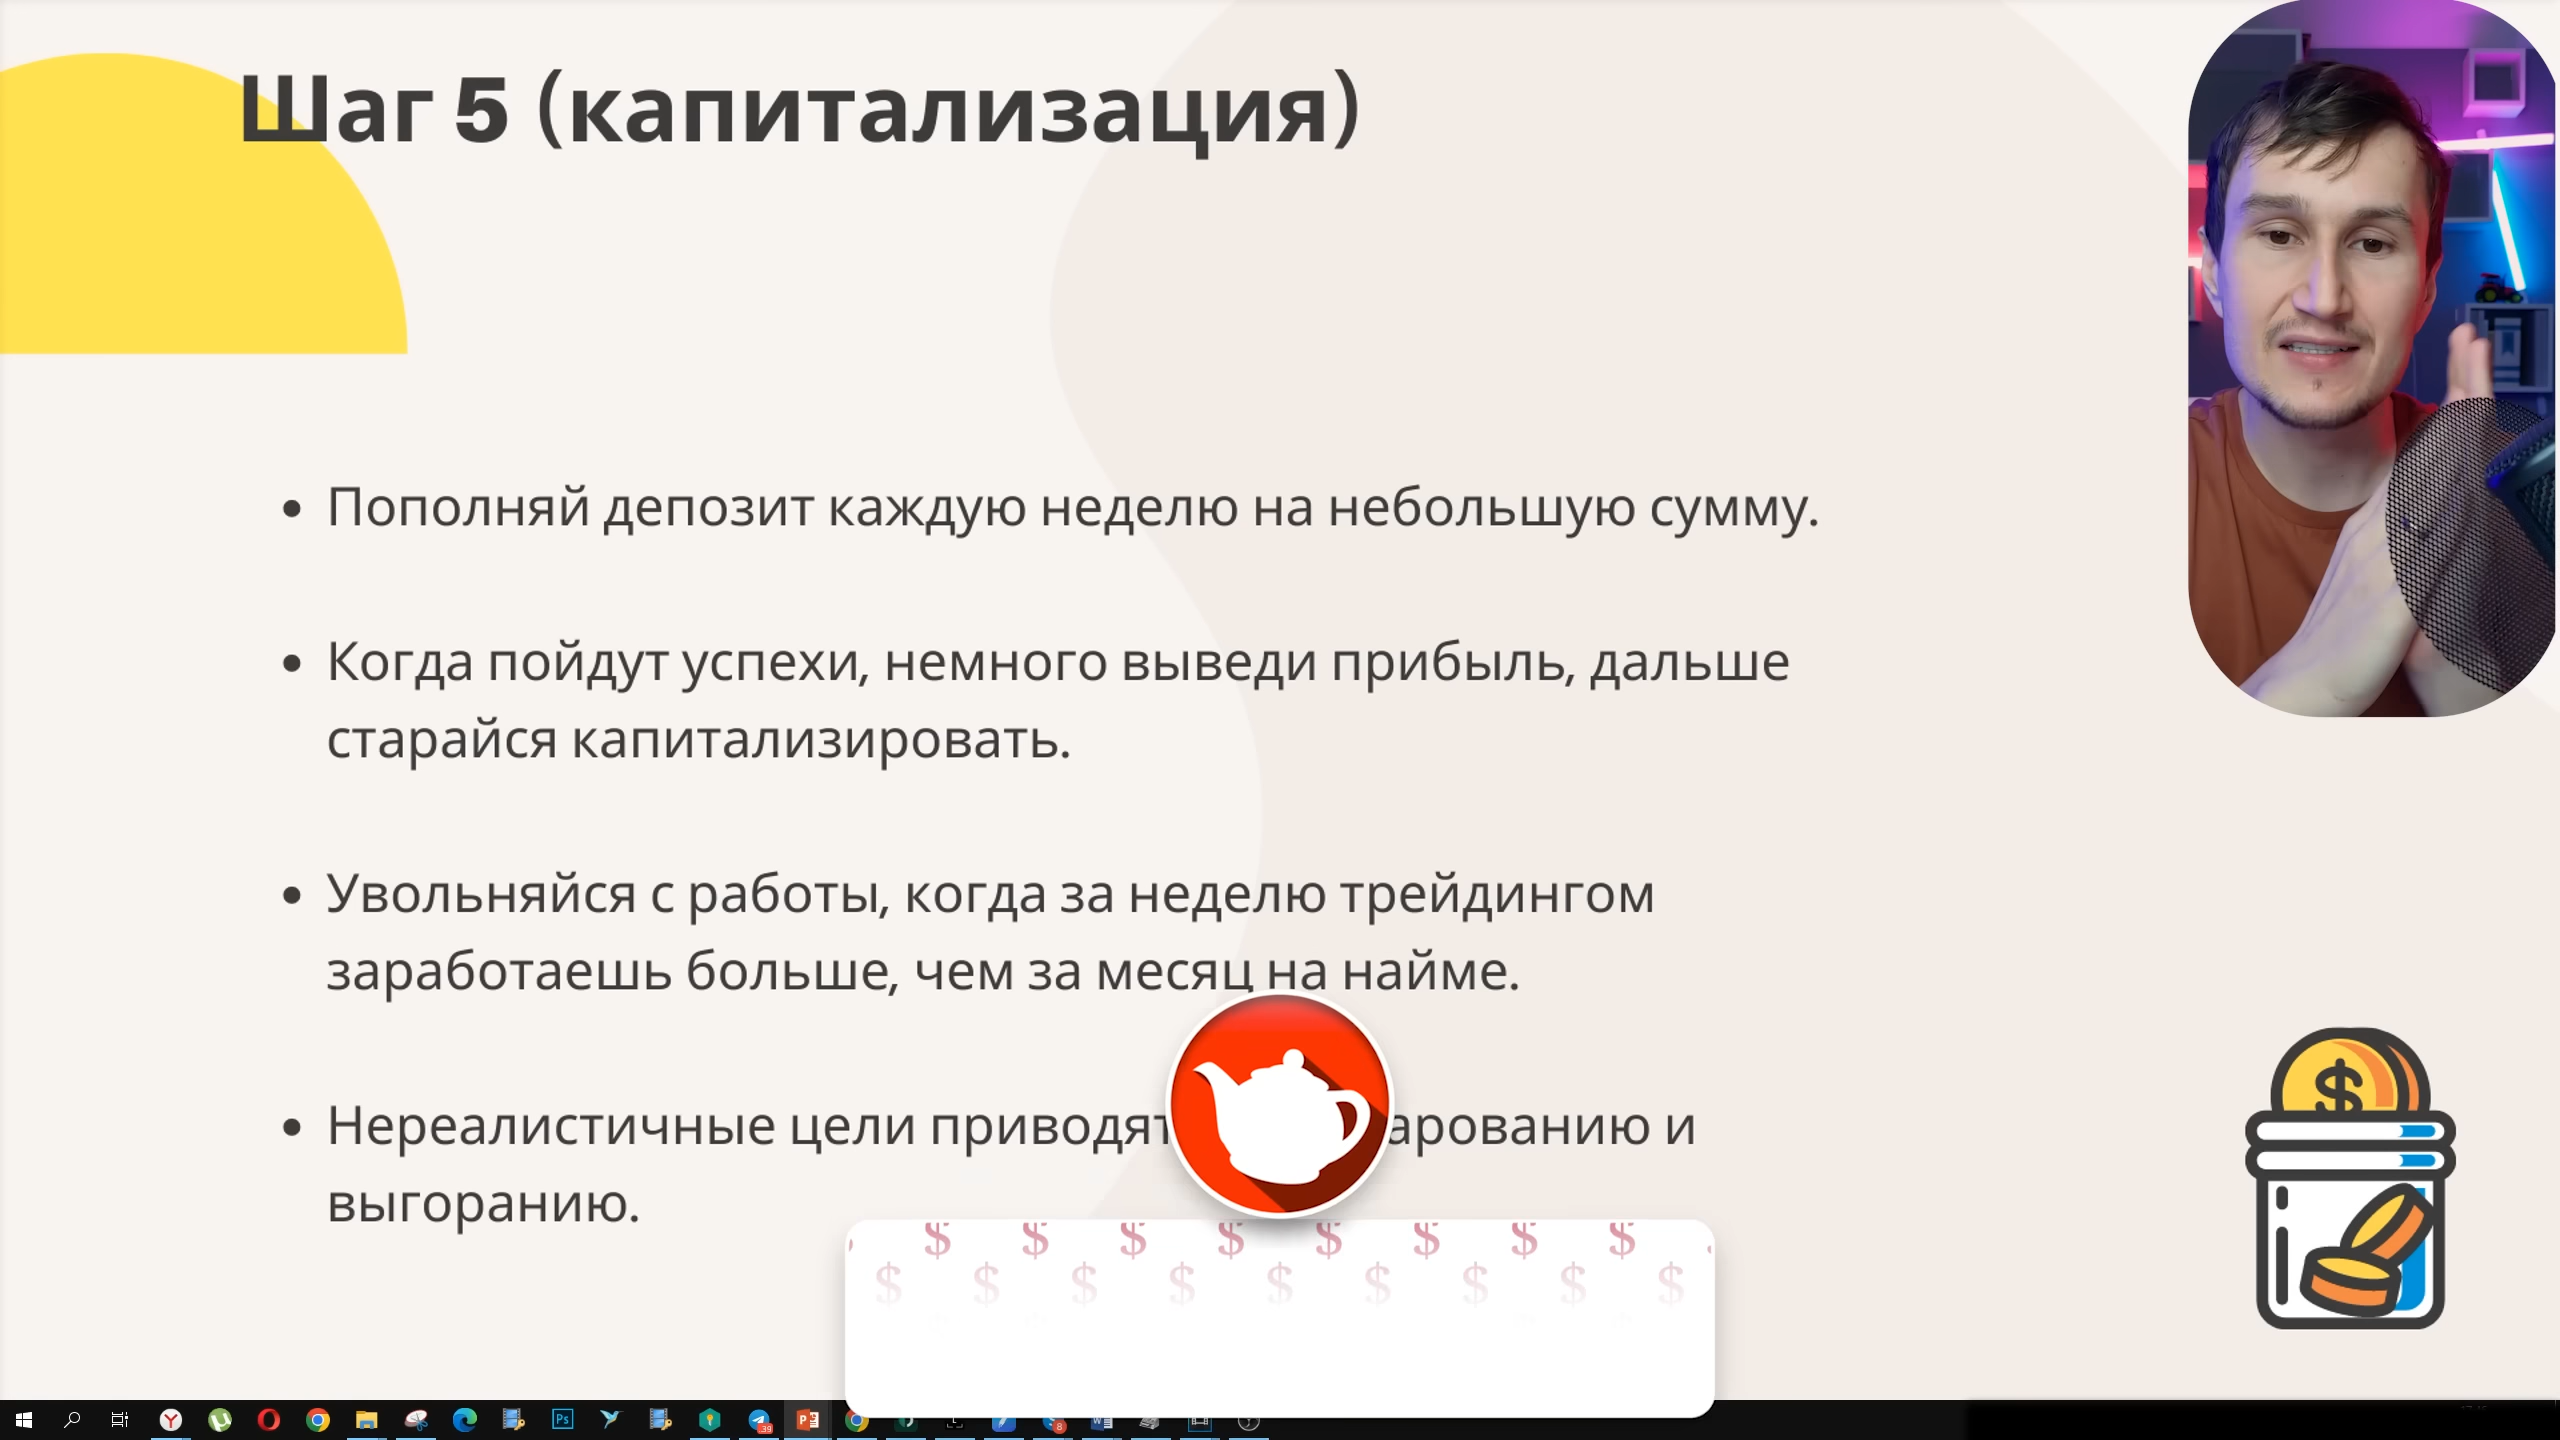 Шаг 5 (капитализация)
Пополняй депозит каждую неделю на небольшую сумму.
Когда пойдут успехи, немного выведи прибыль, дальше
старайся капитализировать.
Увольняйся с работы, когда за неделю трейдингом
заработаешь больше, чем за месяц на найме.
Нереалистичные цели приводят и
выгоранию.
$ $ $ $ $ $ $ $
$ $ $ $ $ $ $ $ $
$
Ps